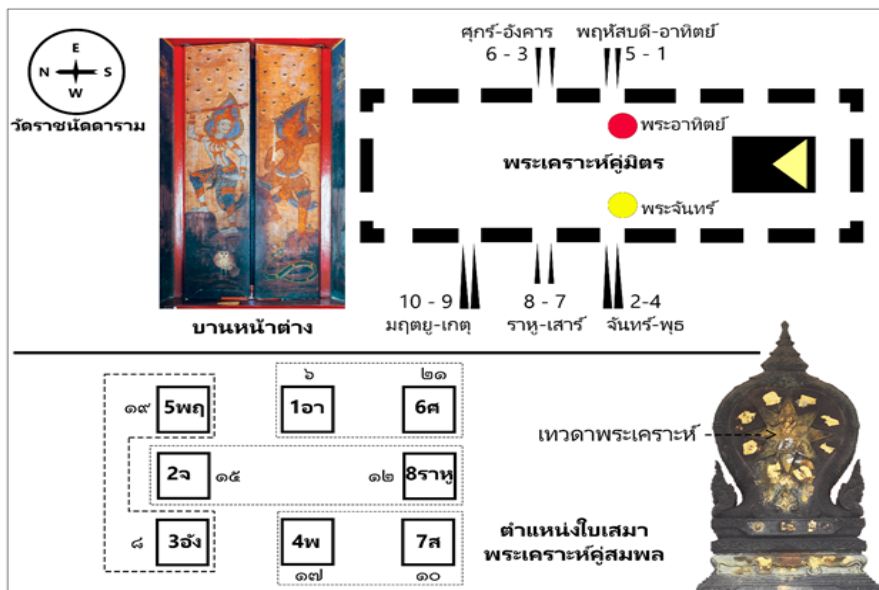 E
N S
W
วัดราชนัดดาราม
บานหน้าต่าง
ศุกร์-อังคาร
6 - 3
พฤหัสบดี-อาทิตย์
5 - 1
พระอาทิตย์
พระเคราะห์คู่มิตร
พระจันทร์
10 - 9
มฤตยู-เกตุ
8 - 7
ราหู-เสาร์
2-4
จันทร์-พุธ
๖ ๒๑
๑๙ 5พฤ 1อา 6ศ
2จ ๑๕ ๑๒ 8ราหู
๘ 3อัง 4พ 7ส
๑๗ ๑๐
เทวดาพระเคราะห์
ตำแหน่งใบเสมา
พระเคราะห์คู่สมพล